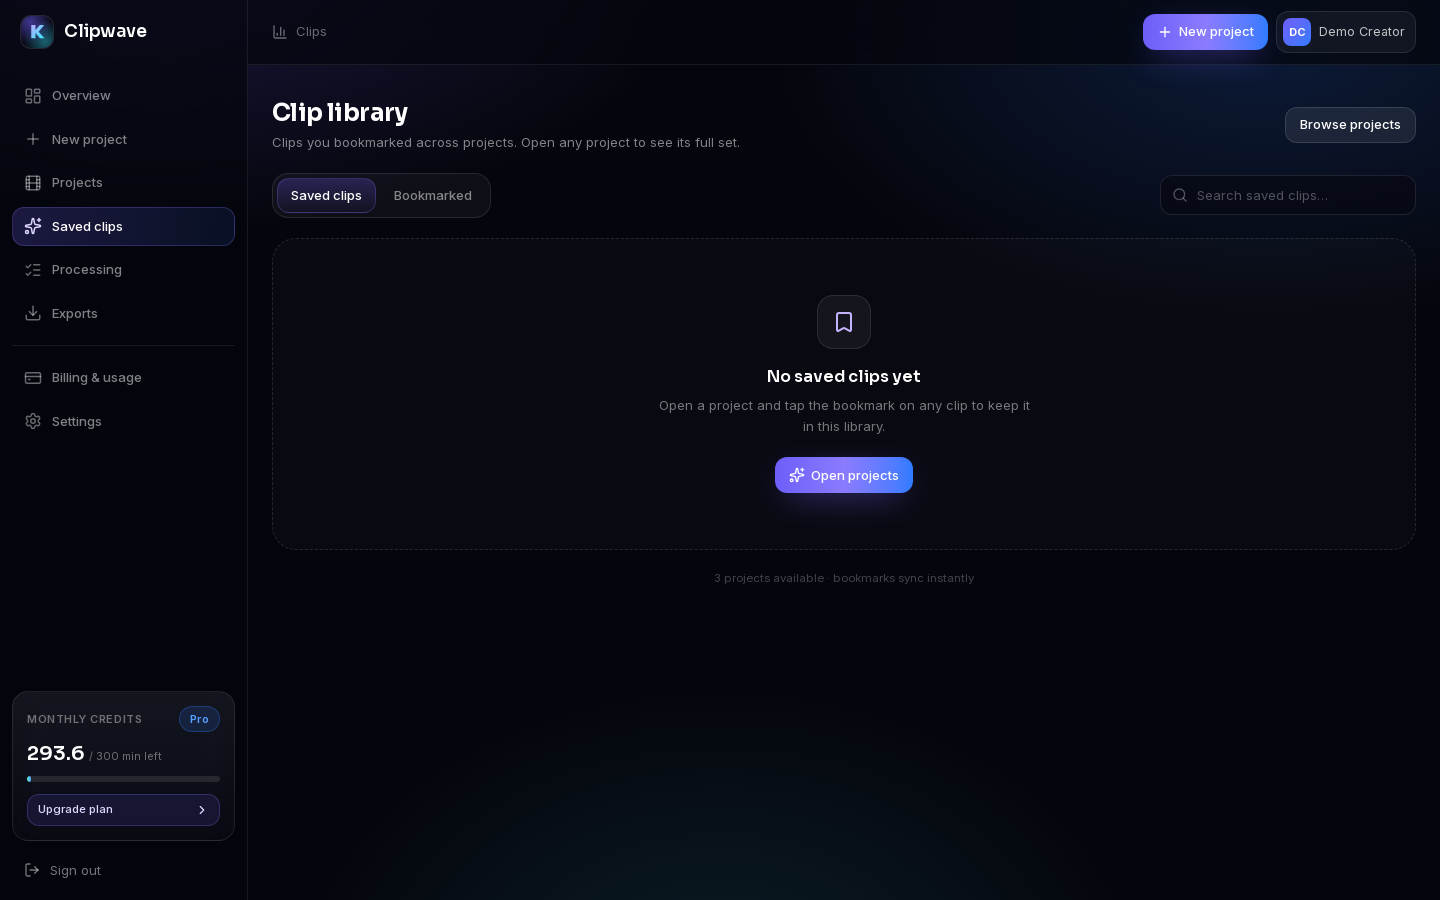 K
Clipwave
Overview
New project
Projects
Saved clips
Processing
Exports
Billing & usage
Settings
MONTHLY CREDITS
Pro
293.6 / 300 min left
Upgrade plan
Sign out
Clips
New project
DC
Demo Creator
Clip library
Clips you bookmarked across projects. Open any project to see its full set.
Browse projects
Saved clips
Bookmarked
Search saved clips...
No saved clips yet
Open a project and tap the bookmark on any clip to keep it
in this library.
Open projects
3 projects available · bookmarks sync instantly